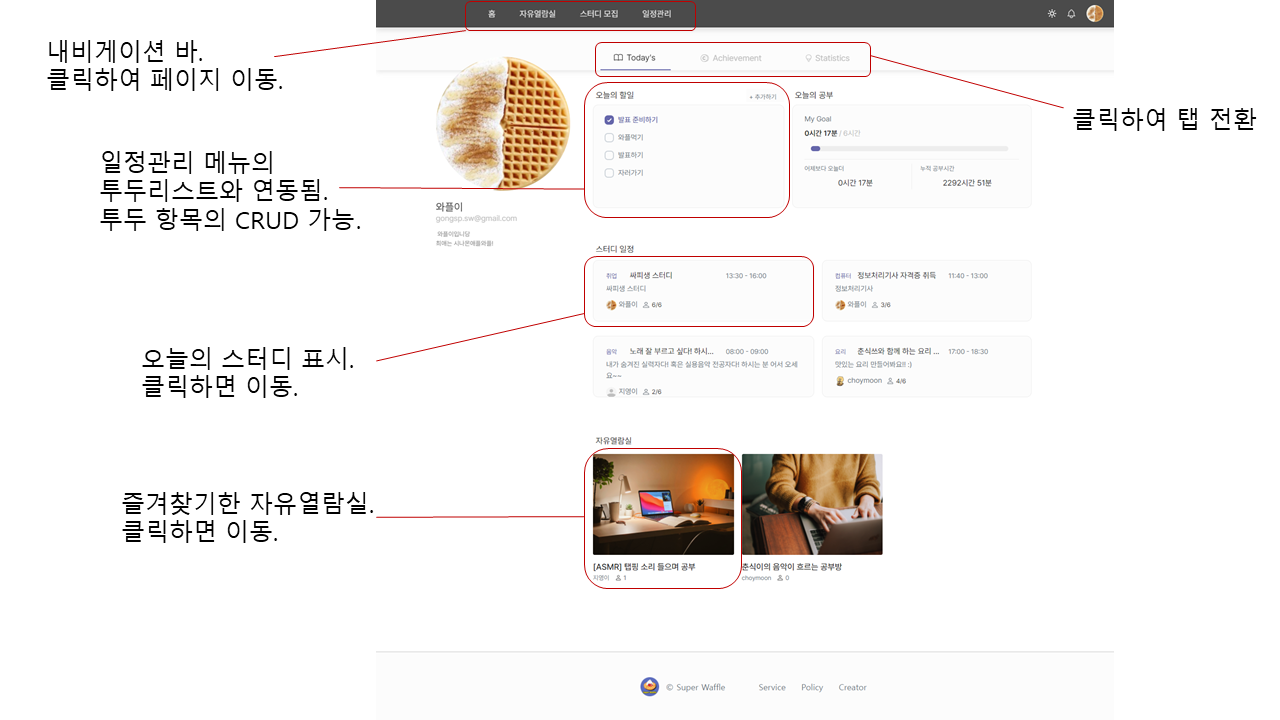 홈 자유열람실 스터디 모집 일정관리
내비게이션 바.
클릭하여 페이지 이동.
Today's Achievement Statistics
클릭하여 탭 전환
오늘의 할일 + 추가하기
발표 준비하기
와플먹기
발표하기
자러가기
오늘의 공부
My Goal
0시간 17분 / 6시간
어제보다 오늘더 누적 공부시간
0시간 17분 2292시간 51분
일정관리 메뉴의
투두리스트와 연동됨.
투두 항목의 CRUD 가능.
와플이
gongsp.sw@gmail.com
와플이입니당
최애는 시나몬애플와플!
스터디 일정
취업 싸피생 스터디 13:30 - 16:00
싸피생 스터디
와플이 6/6
컴퓨터 정보처리기사 자격증 취득 11:40 - 13:00
정보처리기사
와플이 3/6
오늘의 스터디 표시.
클릭하면 이동.
음악 노래 잘 부르고 싶다! 하시... 08:00 - 09:00
내가 숨겨진 실력자다! 혹은 실용음악 전공자다! 하시는 분 어서 오세
요~~
지영이 2/6
요리 춘식쓰와 함께 하는 요리 ... 17:00 - 18:30
맛있는 요리 만들어봐요!! :)
choymoon 4/6
자유열람실
즐겨찾기한 자유열람실.
클릭하면 이동.
[ASMR] 탭핑 소리 들으며 공부
지영이 1
춘식이의 음악이 흐르는 공부방
choymoon 0
© Super Waffle Service Policy Creator